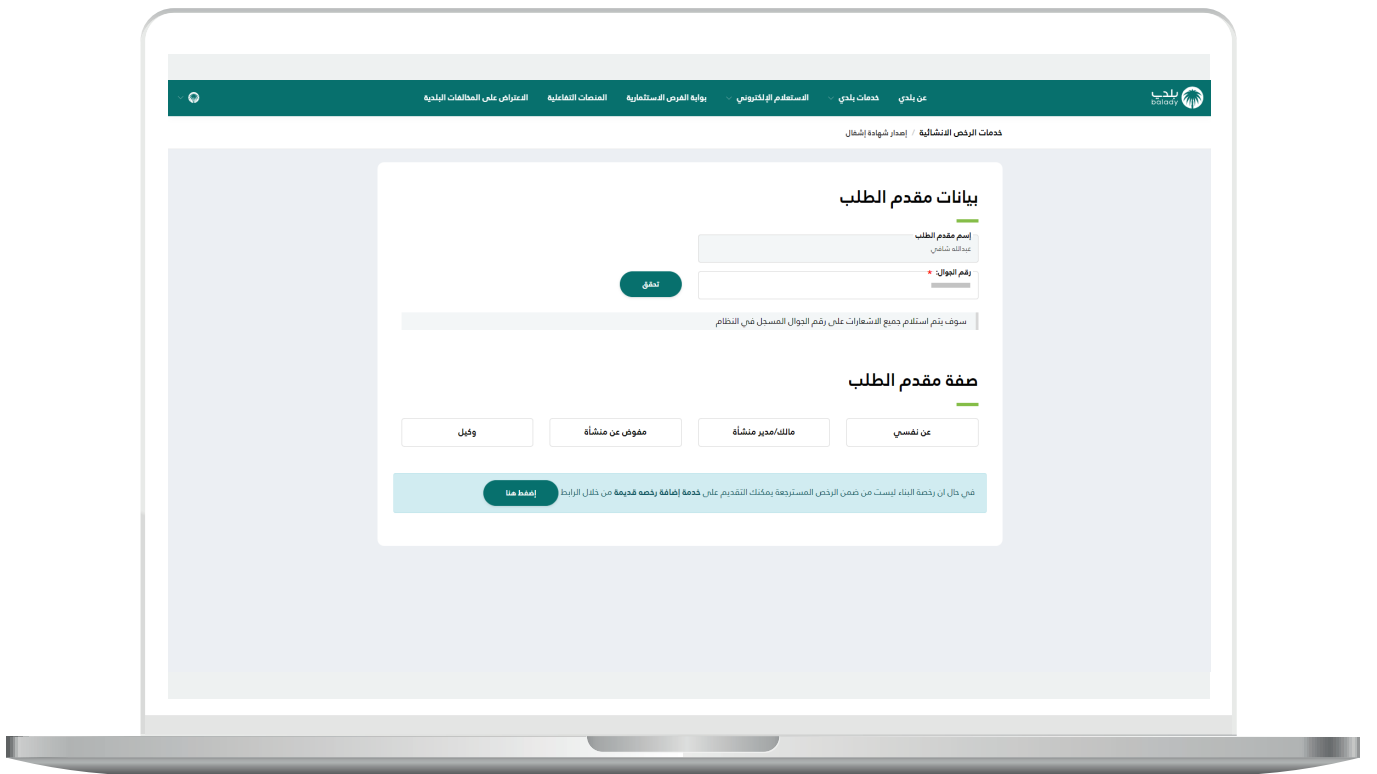 بلدي
balady
عن بلدي
خدمات بلدي
الاستعلام الإلكتروني
بوابة الفرص الاستثمارية
المنصات التفاعلية
الاعتراض على المخالفات البلدية
خدمات الرخص الانشائية / إصدار شهادة إشغال
بيانات مقدم الطلب
إسم مقدم الطلب
عبدالله شافي
رقم الجوال: *
تحقق
سوف يتم استلام جميع الاشعارات على رقم الجوال المسجل في النظام
صفة مقدم الطلب
عن نفسي
مالك/مدير منشأة
مفوض عن منشأة
وكيل
في حال ان رخصة البناء ليست من ضمن الرخص المسترجعة يمكنك التقديم على خدمة إضافة رخصه قديمة من خلال الرابط إضغط هنا